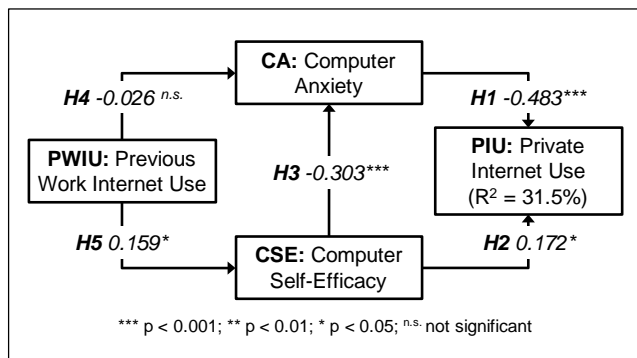 CA: Computer
Anxiety
H4 -0.026 n.s.
H1 -0.483***
PWIU: Previous
Work Internet Use
H3 -0.303***
PIU: Private
Internet Use
(R² = 31.5%)
H5 0.159*
CSE: Computer
Self-Efficacy
H2 0.172*
*** p < 0.001; ** p < 0.01; * p < 0.05; n.s. not significant